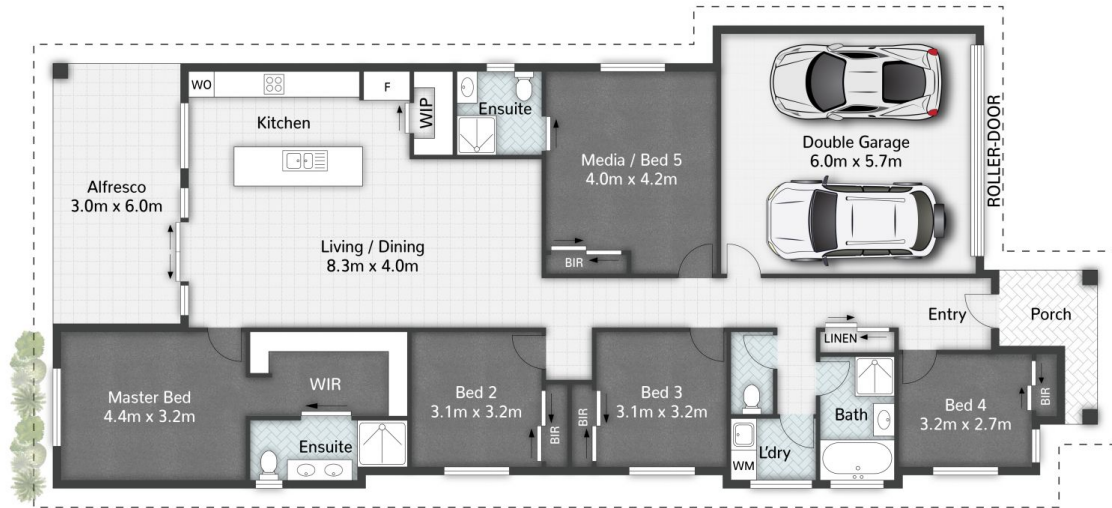 WO
F
WIP
Ensuite
Kitchen
Media / Bed 5
4.0m x 4.2m
Double Garage
6.0m x 5.7m
ROLLER-DOOR
Alfresco
3.0m x 6.0m
Living / Dining
8.3m x 4.0m
BIR
Entry
Porch
LINEN
Master Bed
4.4m x 3.2m
WIR
Ensuite
Bed 2
3.1m x 3.2m
BIR
BIR
Bed 3
3.1m x 3.2m
WM
L'dry
Bath
Bed 4
3.2m x 2.7m
BIR